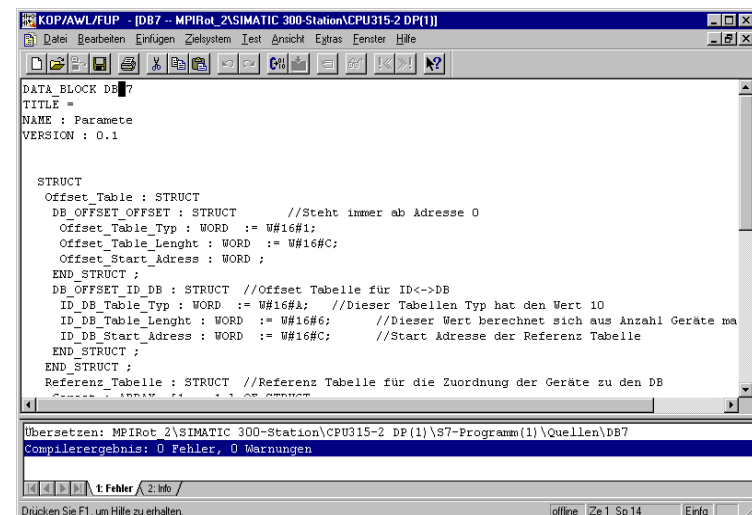 KOP/AWL/FUP - [DB7 -- MPIRot_2\SIMATIC 300-Station\CPU315-2 DP(1)]
Datei Bearbeiten Einfügen Zielsystem Test Ansicht Extras Fenster Hilfe
DATA_BLOCK DB 7
TITLE =
NAME : Paramete
VERSION : 0.1
STRUCT
Offset_Table : STRUCT
DB_OFFSET_OFFSET : STRUCT //Steht immer ab Adresse 0
Offset_Table_Typ : WORD := W#16#1;
Offset_Table_Lenght : WORD := W#16#C;
Offset_Start_Adress : WORD ;
END_STRUCT ;
DB_OFFSET_ID_DB : STRUCT //Offset Tabelle für ID<->DB
ID_DB_Table_Typ : WORD := W#16#A; //Dieser Tabellen Typ hat den Wert 10
ID_DB_Table_Lenght : WORD := W#16#6; //Dieser Wert berechnet sich aus Anzahl Geräte ma
ID_DB_Start_Adress : WORD := W#16#C; //Start Adresse der Referenz Tabelle
END_STRUCT ;
END_STRUCT ;
Referenz_Tabelle : STRUCT //Referenz Tabelle für die Zuordnung der Geräte zu den DB
Übersetzen: MPIRot_2\SIMATIC 300-Station\CPU315-2 DP(1)\S7-Programm(1)\Quellen\DB7
Compilerergebnis: 0 Fehler, 0 Warnungen
1: Fehler 2: Info
Drücken Sie F1, um Hilfe zu erhalten. offline Ze 1 Sp 14 Einfg